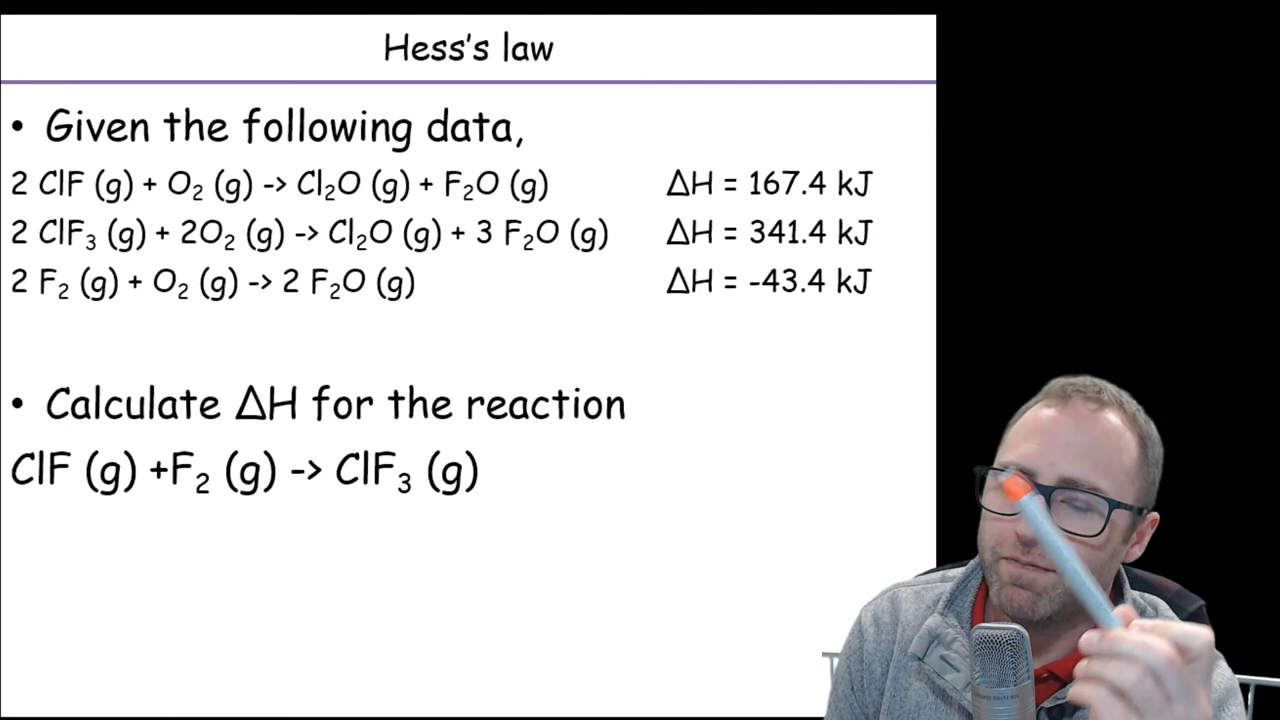 Hess's law
• Given the following data,
2 ClF (g) + O₂ (g) -> Cl₂O (g) + F₂O (g) ΔH = 167.4 kJ
2 ClF₃ (g) + 2O₂ (g) -> Cl₂O (g) + 3 F₂O (g) ΔH = 341.4 kJ
2 F₂ (g) + O₂ (g) -> 2 F₂O (g) ΔH = -43.4 kJ
• Calculate ΔH for the reaction
ClF (g) +F₂ (g) -> ClF₃ (g)